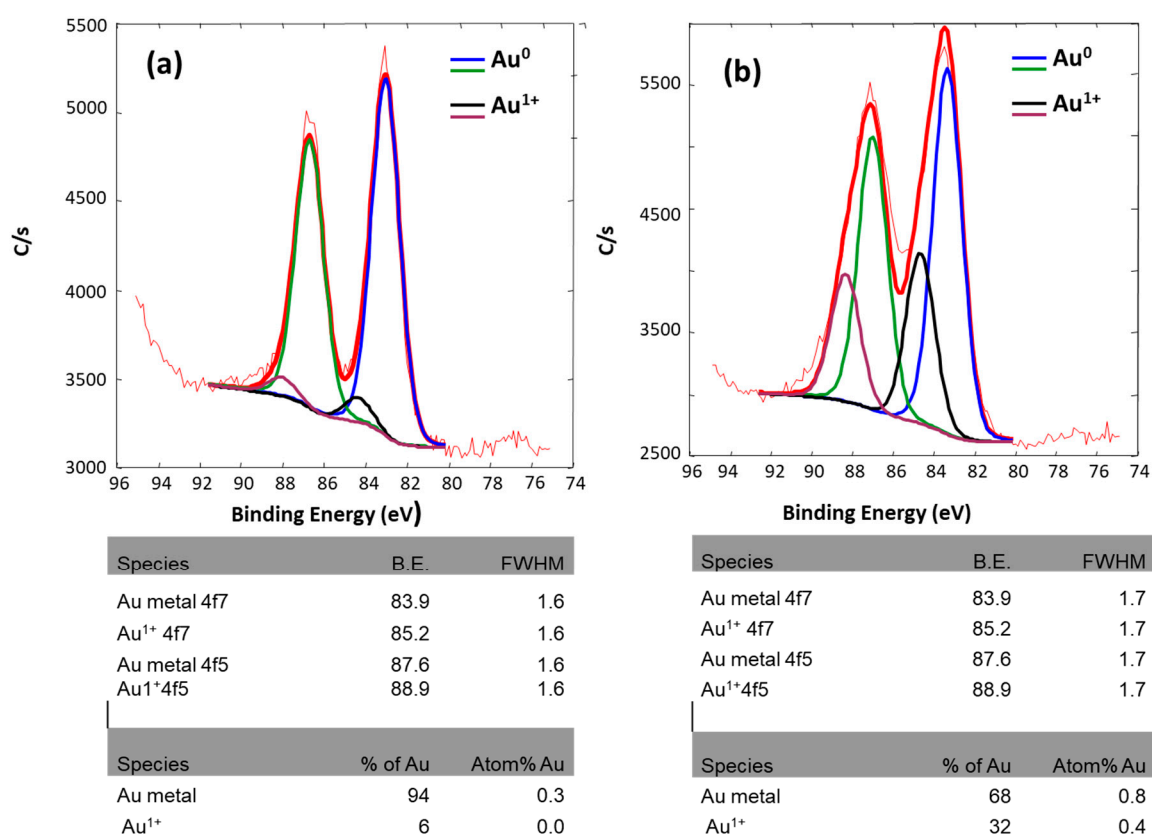 (a)
Au⁰
Au¹⁺
C/s
5500
5000
4500
4000
3500
3000
96 94 92 90 88 86 84 82 80 78 76 74
Binding Energy (eV)
Species B.E. FWHM
Au metal 4f7 83.9 1.6
Au¹⁺ 4f7 85.2 1.6
Au metal 4f5 87.6 1.6
Au1⁺4f5 88.9 1.6
Species % of Au Atom% Au
Au metal 94 0.3
Au¹⁺ 6 0.0
(b)
Au⁰
Au¹⁺
C/s
5500
4500
3500
2500
96 94 92 90 88 86 84 82 80 78 76 74
Binding Energy (eV)
Species B.E. FWHM
Au metal 4f7 83.9 1.7
Au¹⁺ 4f7 85.2 1.7
Au metal 4f5 87.6 1.7
Au¹⁺4f5 88.9 1.7
Species % of Au Atom% Au
Au metal 68 0.8
Au¹⁺ 32 0.4